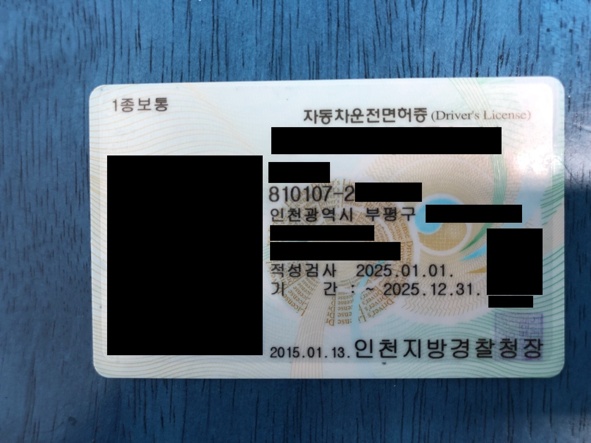 1종보통
자동차운전면허증 (Driver's License)
810107-2
인천광역시 부평구
적성검사 2025.01.01.
기 간 : ~ 2025.12.31.
2015.01.13. 인천지방경찰청장